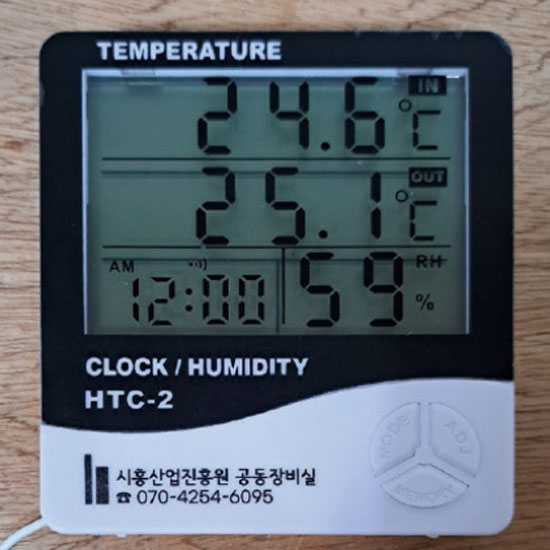 TEMPERATURE
24.6 °C IN
25.1 °C OUT
AM 12:00 59 % RH
CLOCK / HUMIDITY
HTC-2
시흥산업진흥원 공동장비실
☎ 070-4254-6095
MODE ADJ
MEMORY